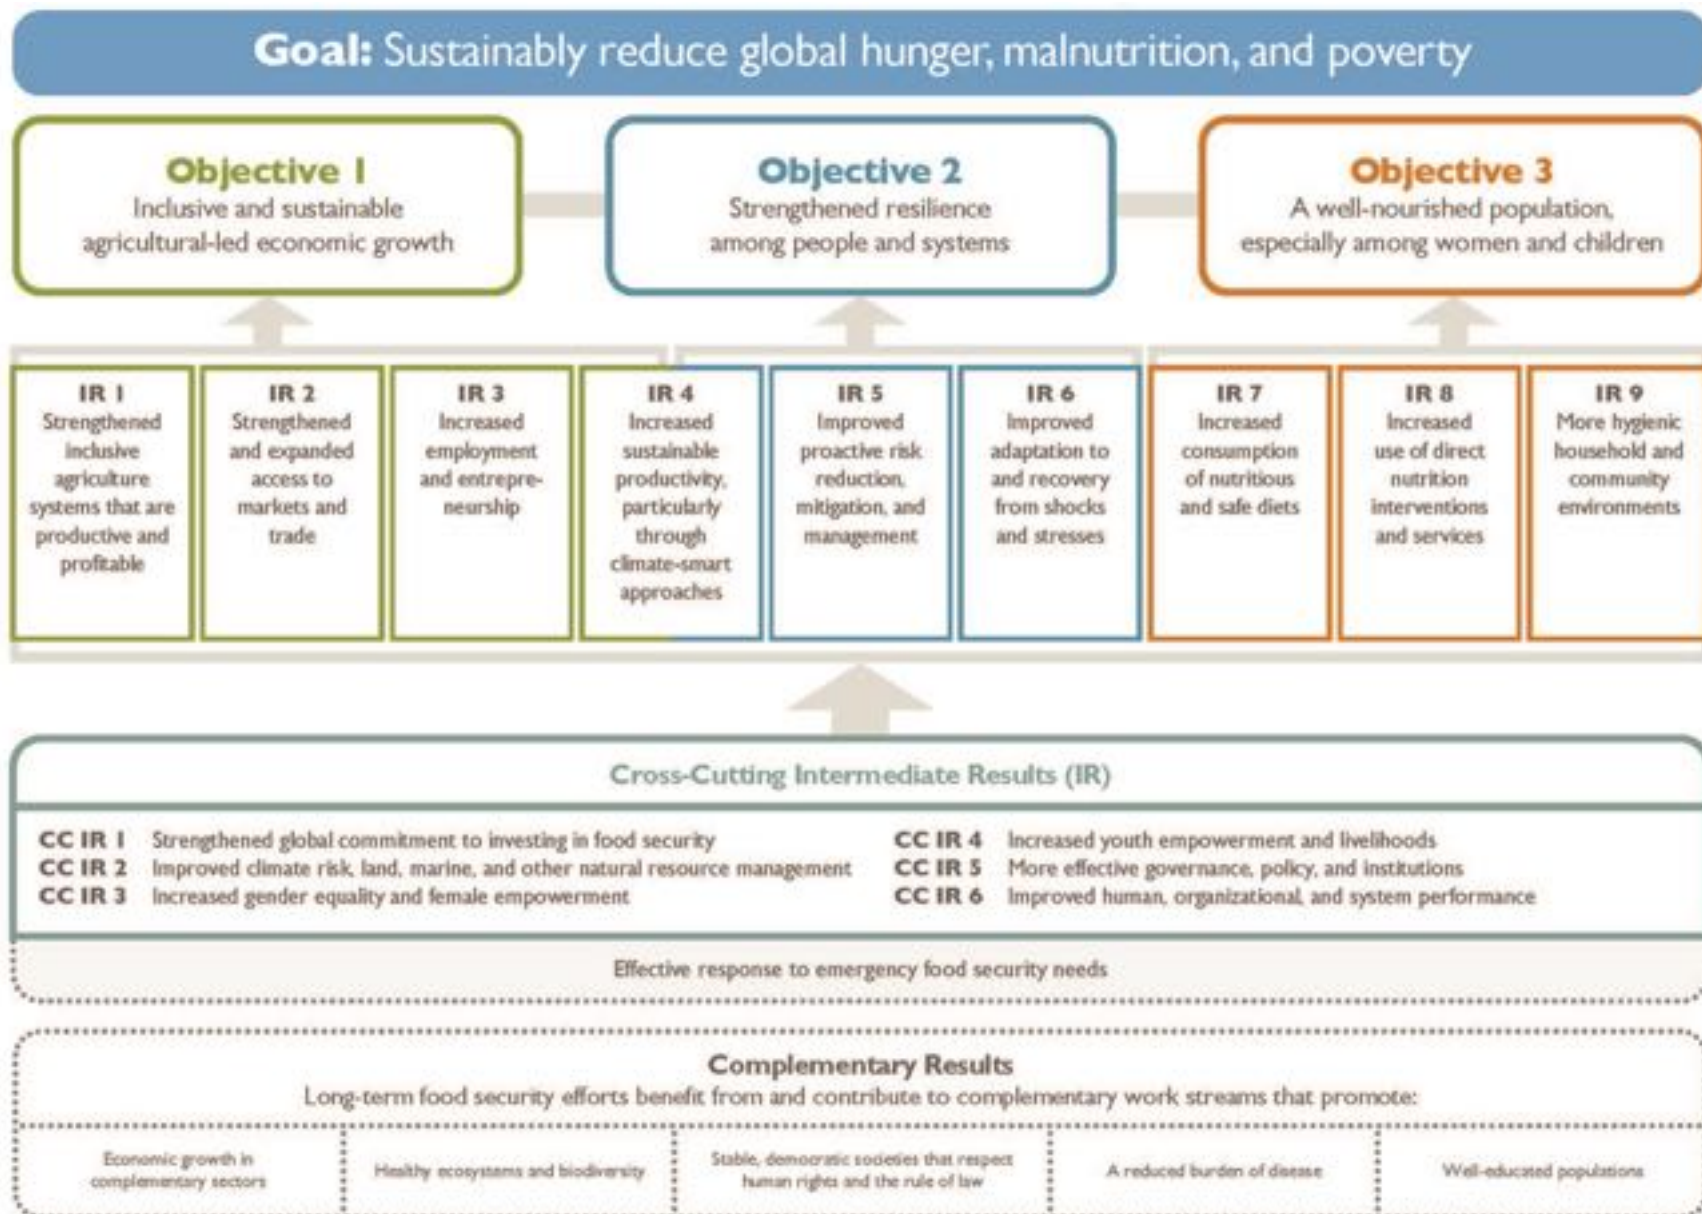 Goal: Sustainably reduce global hunger, malnutrition, and poverty
Objective 1
Inclusive and sustainable
agricultural-led economic growth
Objective 2
Strengthened resilience
among people and systems
Objective 3
A well-nourished population,
especially among women and children
IR 1
Strengthened
inclusive
agriculture
systems that are
productive and
profitable
IR 2
Strengthened
and expanded
access to
markets and
trade
IR 3
Increased
employment
and entrepre-
neurship
IR 4
Increased
sustainable
productivity,
particularly
through
climate-smart
approaches
IR 5
Improved
proactive risk
reduction,
mitigation, and
management
IR 6
Improved
adaptation to
and recovery
from shocks
and stresses
IR 7
Increased
consumption
of nutritious
and safe diets
IR 8
Increased
use of direct
nutrition
interventions
and services
IR 9
More hygienic
household and
community
environments
Cross-Cutting Intermediate Results (IR)
CC IR 1 Strengthened global commitment to investing in food security
CC IR 2 Improved climate risk, land, marine, and other natural resource management
CC IR 3 Increased gender equality and female empowerment
CC IR 4 Increased youth empowerment and livelihoods
CC IR 5 More effective governance, policy, and institutions
CC IR 6 Improved human, organizational, and system performance
Effective response to emergency food security needs
Complementary Results
Long-term food security efforts benefit from and contribute to complementary work streams that promote:
Economic growth in
complementary sectors
Healthy ecosystems and biodiversity
Stable, democratic societies that respect
human rights and the rule of law
A reduced burden of disease
Well-educated populations